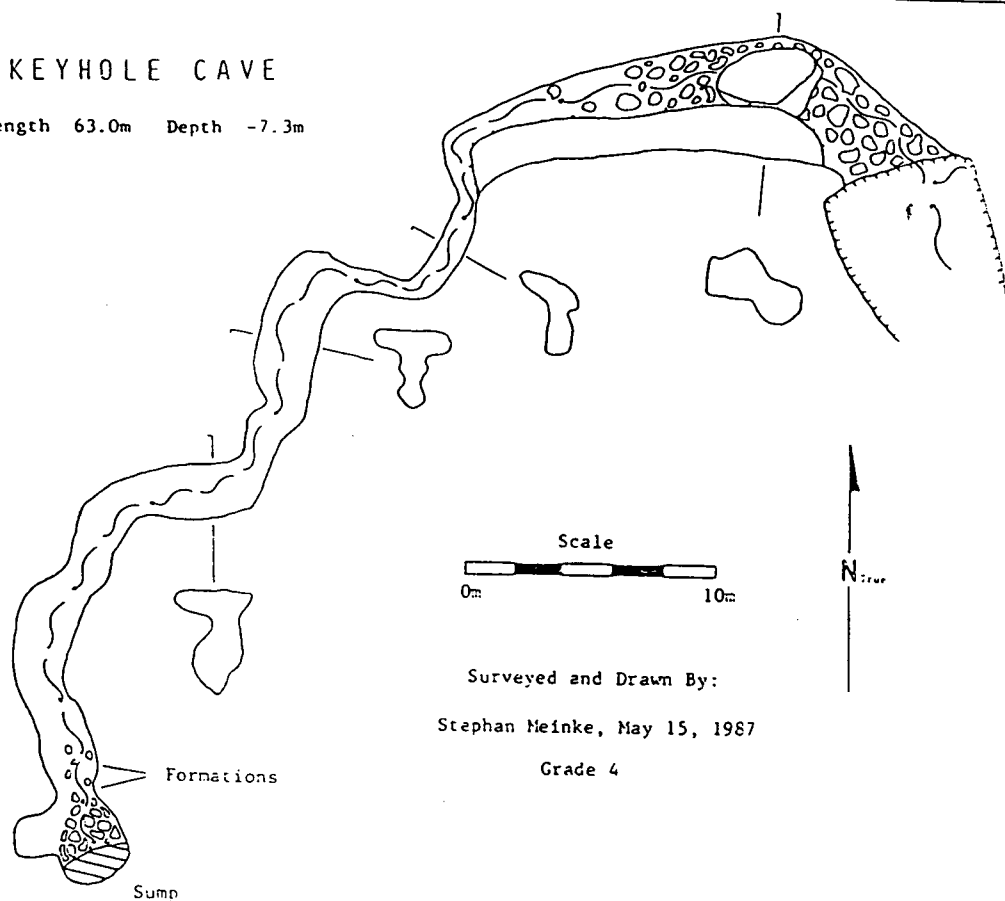 KEYHOLE CAVE
ength 63.0m Depth -7.3m
Scale
0m 10m
N True
Surveyed and Drawn By:
Stephan Meinke, May 15, 1987
Grade 4
Formations
Sump